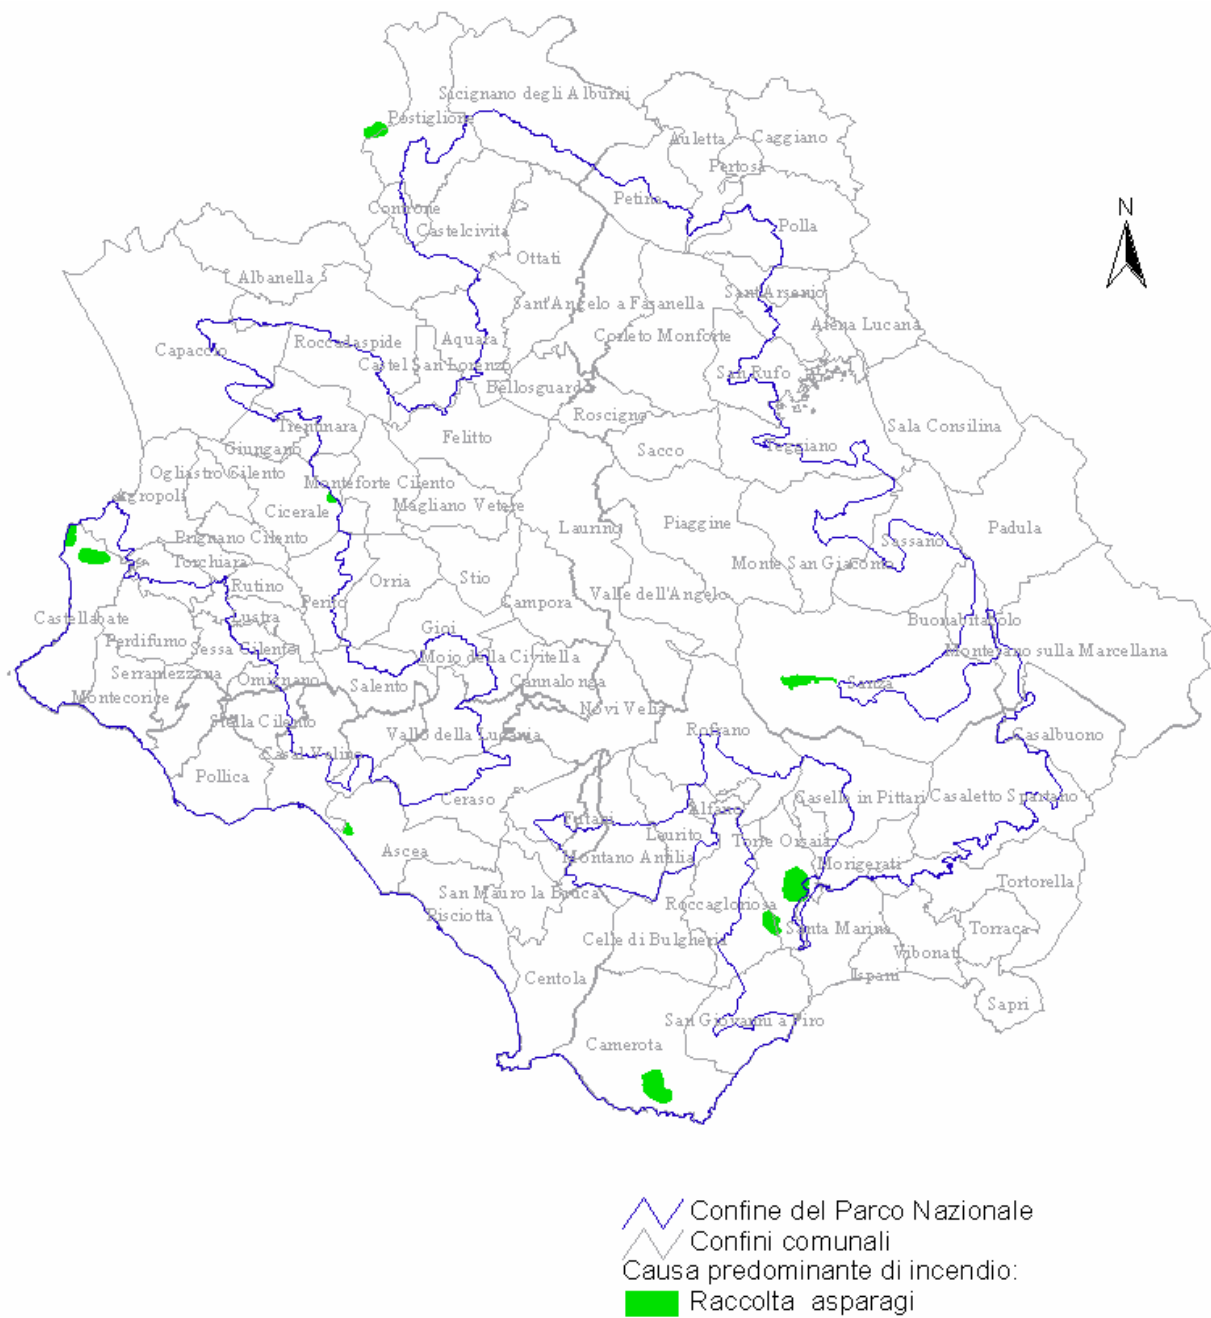 Sicignano degli Alburni
Postiglione
Auletta
Caggiano
Pertosa
Petina
Controne
Castelcivita
Polla
Ottati
Albanella
Sant'Angelo a Fasanella
Sant'Arsenio
Atena Lucana
Capaccio
Roccadaspide
Aquara
Corleto Monforte
Castel San Lorenzo
San Rufo
Bellosguardo
Roscigno
Trentinara
Felitto
Sala Consilina
Giungano
Sacco
Teggiano
Ogliastro Cilento
Monteforte Cilento
Agropoli
Cicerale
Magliano Vetere
Laurino
Piaggine
Padula
Prignano Cilento
Sassano
Torchiara
Monte San Giacomo
Rutino
Orria
Stio
Valle dell'Angelo
Perito
Campora
Castellabate
Lustra
Buonabitacolo
Perdifumo
Gioi
Sessa Cilento
Montesano sulla Marcellana
Moio della Civitella
Serramezzana
Omignano
Salento
Cannalonga
Sanza
Montecorice
Novi Velia
Stella Cilento
Rofrano
Vallo della Lucania
Casalbuono
Casal Velino
Pollica
Ceraso
Caselle in Pittari
Casaletto Spartano
Alfano
Futani
Laurito
Torre Orsaia
Ascea
Montano Antilia
Morigerati
Tortorella
San Mauro la Bruca
Roccagloriosa
Pisciotta
Santa Marina
Torraca
Celle di Bulgheria
Vibonati
Centola
Ispani
Sapri
San Giovanni a Piro
Camerota
N
Confine del Parco Nazionale
Confini comunali
Causa predominante di incendio:
Raccolta asparagi